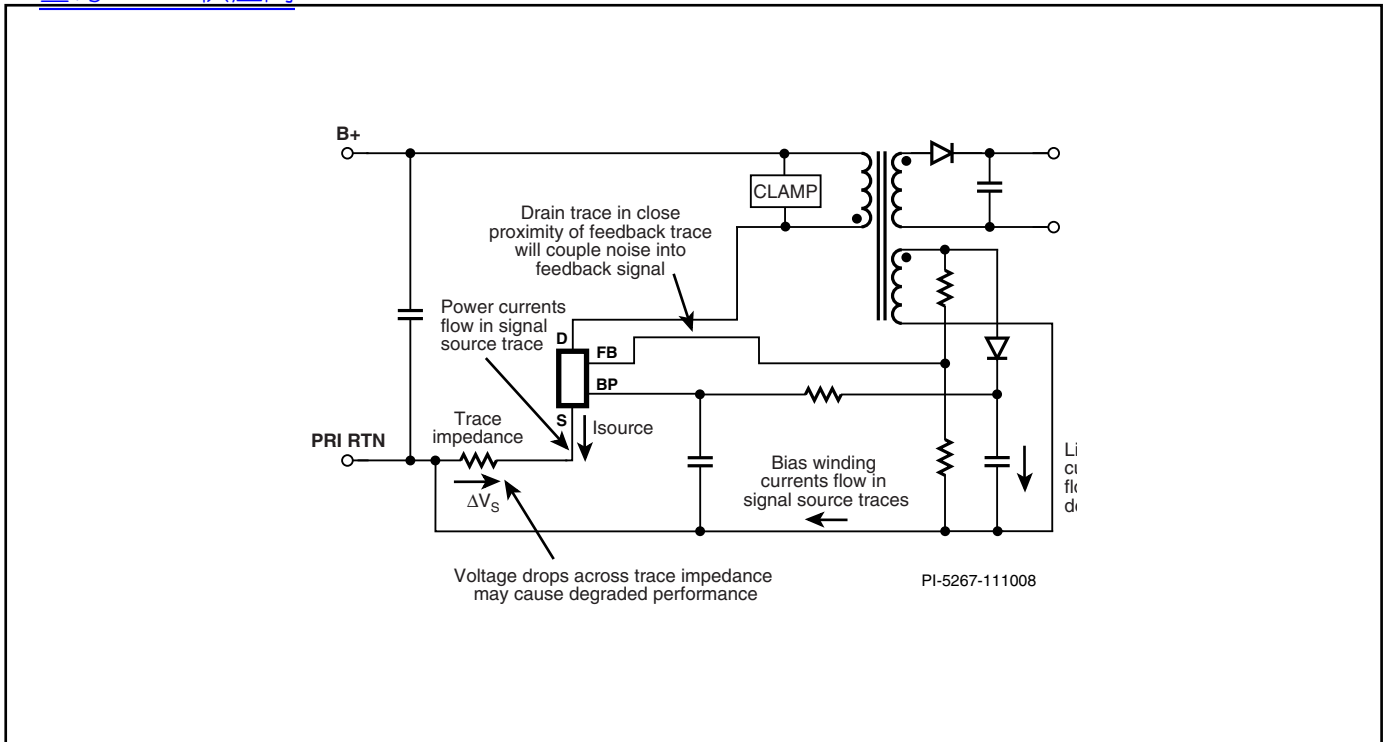 B+
CLAMP
Drain trace in close
proximity of feedback trace
will couple noise into
feedback signal
Power currents
flow in signal
source trace
D
FB
BP
S
Isource
Trace
impedance
PRI RTN
ΔVS
Bias winding
currents flow in
signal source traces
Voltage drops across trace impedance
may cause degraded performance
PI-5267-111008